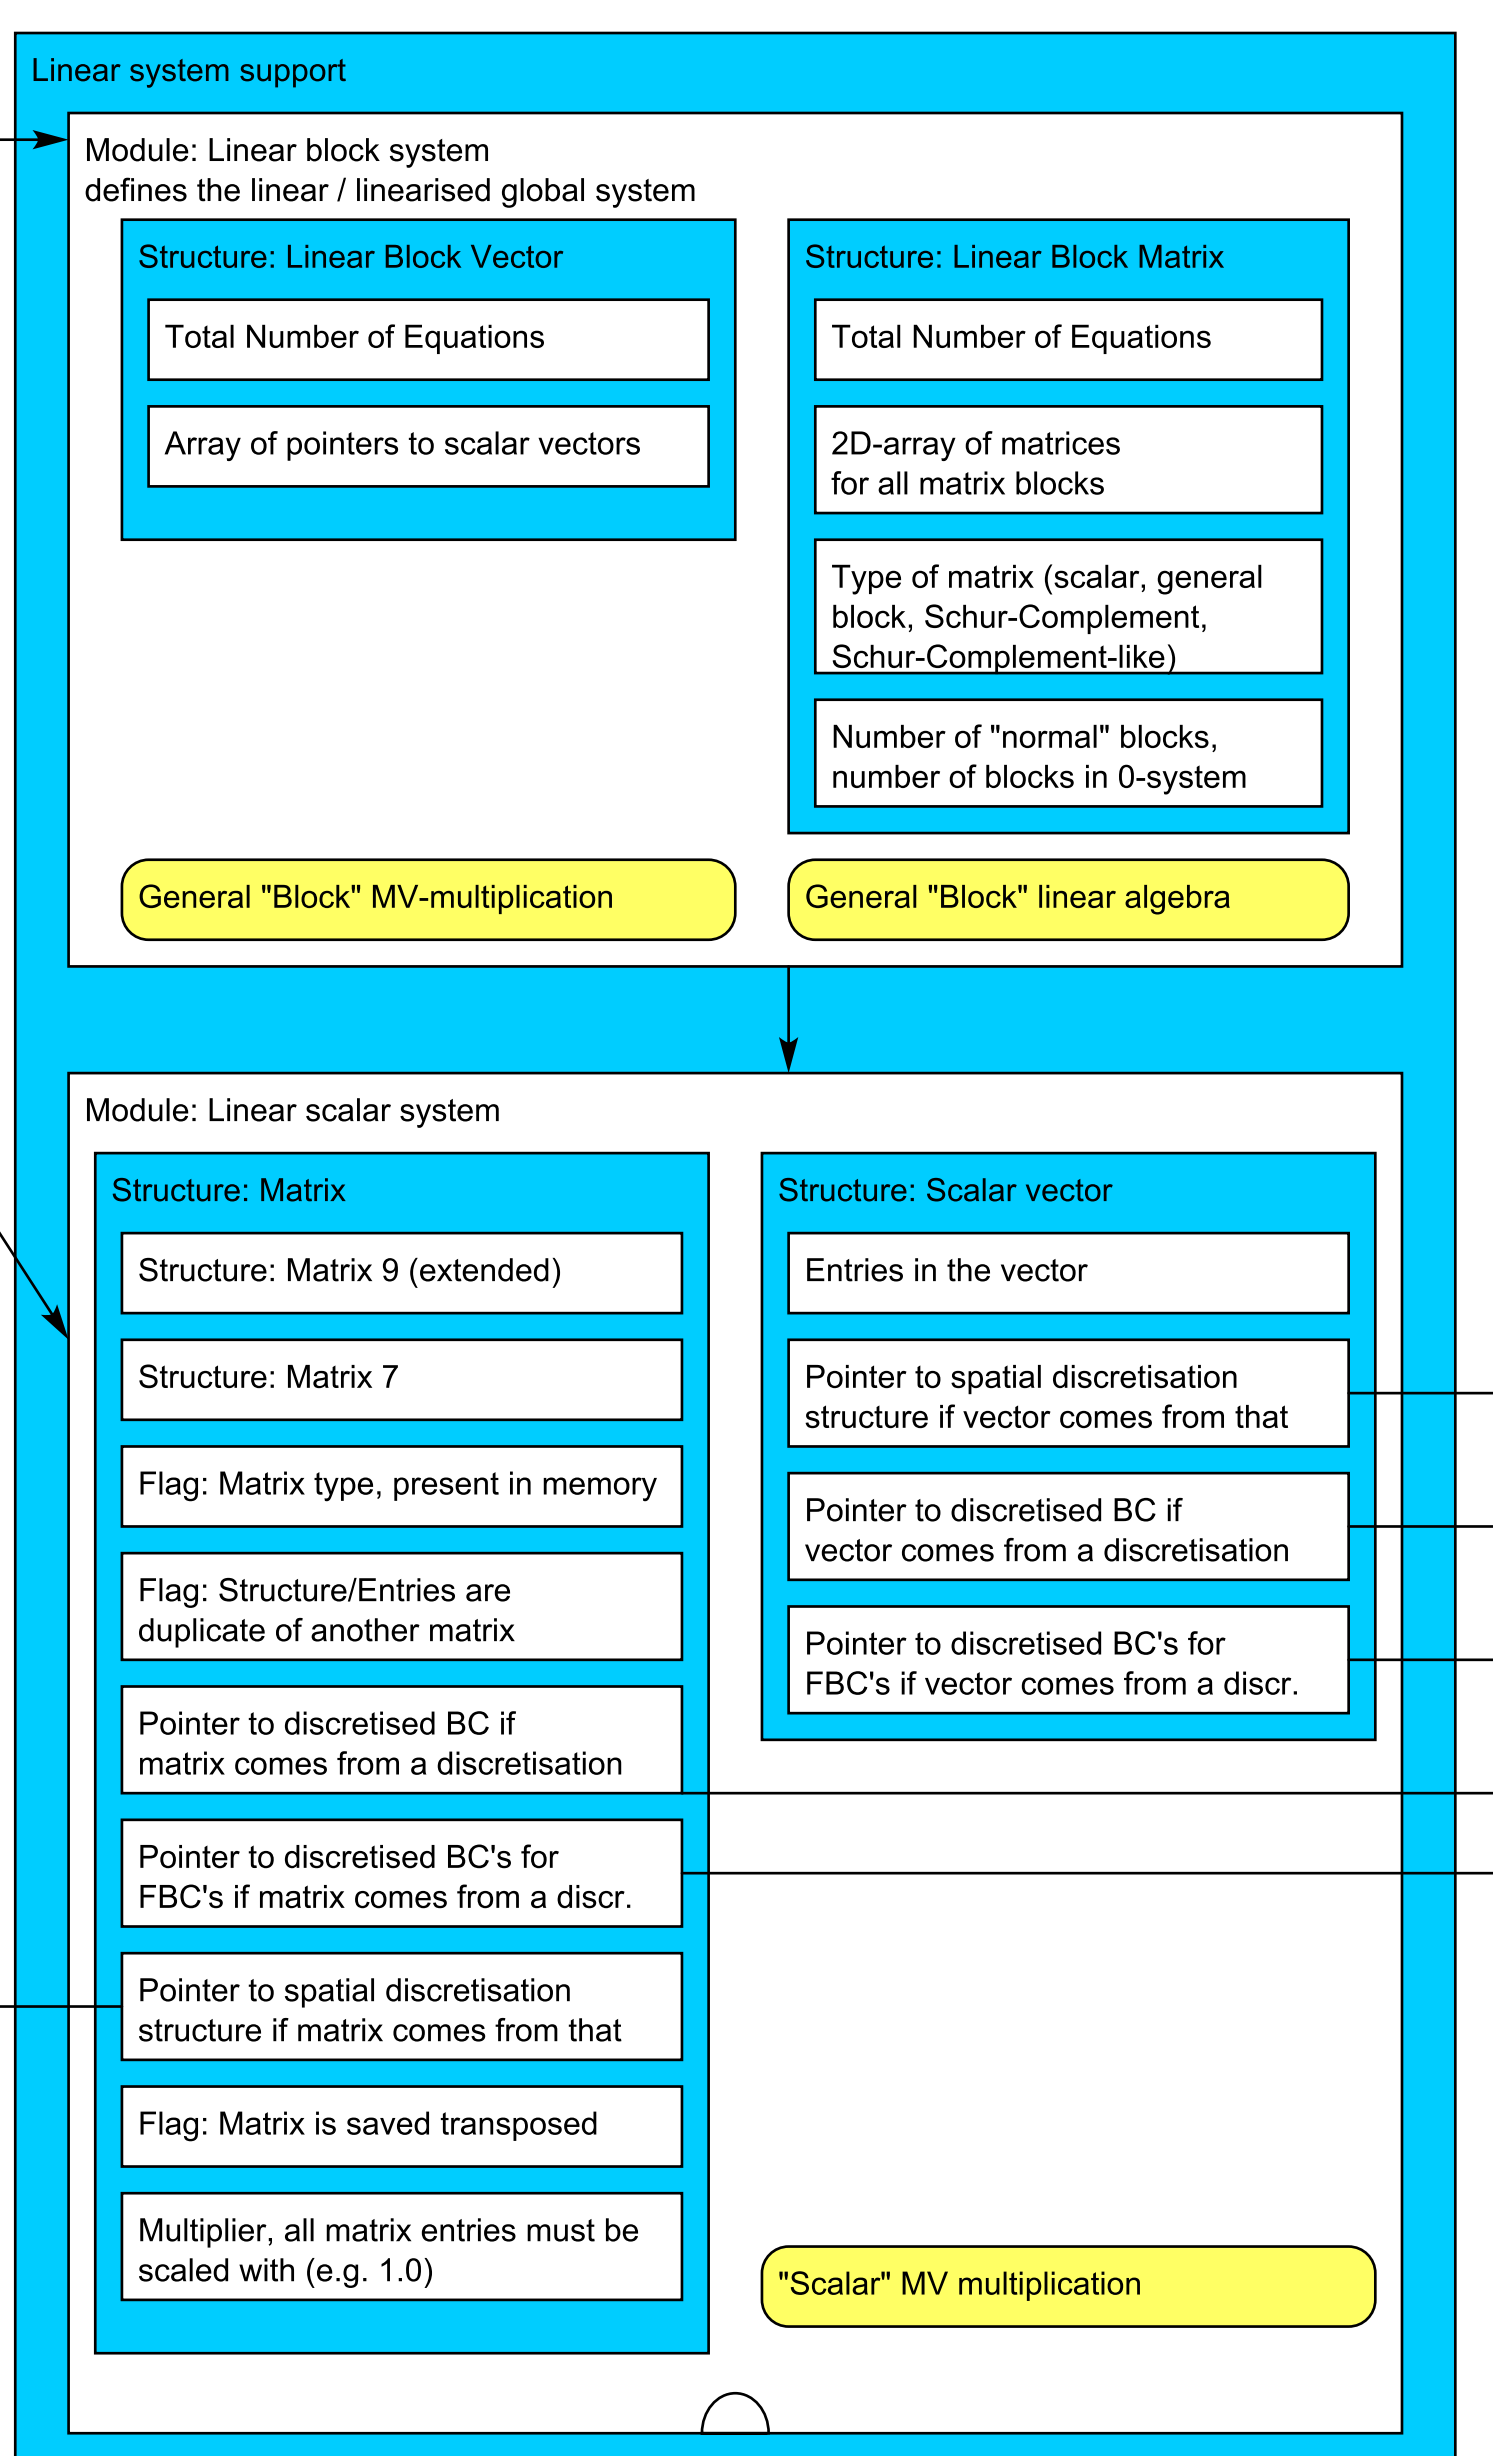 Linear system support
Module: Linear block system
defines the linear / linearised global system
Structure: Linear Block Vector
Total Number of Equations
Array of pointers to scalar vectors
Structure: Linear Block Matrix
Total Number of Equations
2D-array of matrices
for all matrix blocks
Type of matrix (scalar, general
block, Schur-Complement,
Schur-Complement-like)
Number of "normal" blocks,
number of blocks in 0-system
General "Block" MV-multiplication
General "Block" linear algebra
Module: Linear scalar system
Structure: Matrix
Structure: Matrix 9 (extended)
Structure: Matrix 7
Flag: Matrix type, present in memory
Flag: Structure/Entries are
duplicate of another matrix
Pointer to discretised BC if
matrix comes from a discretisation
Pointer to discretised BC's for
FBC's if matrix comes from a discr.
Pointer to spatial discretisation
structure if matrix comes from that
Flag: Matrix is saved transposed
Multiplier, all matrix entries must be
scaled with (e.g. 1.0)
Structure: Scalar vector
Entries in the vector
Pointer to spatial discretisation
structure if vector comes from that
Pointer to discretised BC if
vector comes from a discretisation
Pointer to discretised BC's for
FBC's if vector comes from a discr.
"Scalar" MV multiplication